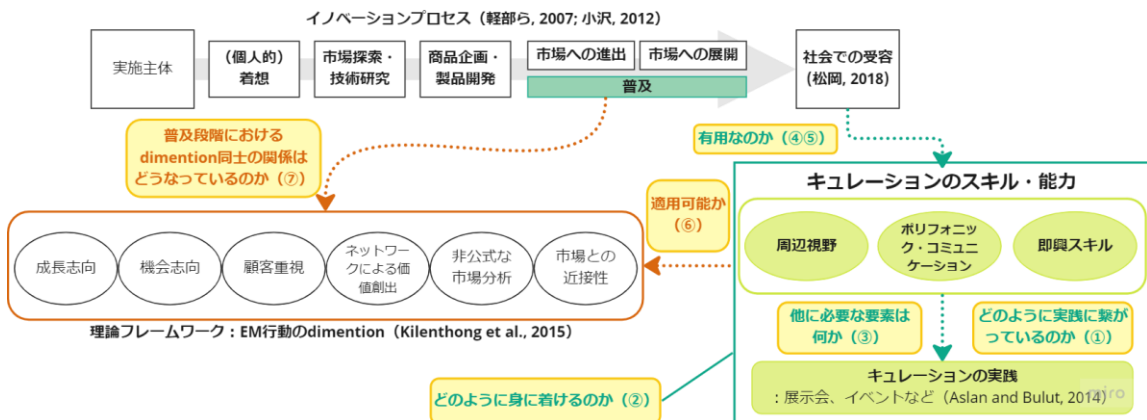 イノベーションプロセス（軽部ら, 2007; 小沢, 2012）
実施主体
（個人的）
着想
市場探索・
技術研究
商品企画・
製品開発
市場への進出
市場への展開
普及
社会での受容
(松岡, 2018)
普及段階における
dimention同士の関係は
どうなっているのか（⑦）
有用なのか（④⑤）
適用可能か
（⑥）
キュレーションのスキル・能力
周辺視野
ポリフォニッ
ク・コミュニ
ケーション
即興スキル
成長志向
機会志向
顧客重視
ネットワー
クによる価
値創出
非公式な
市場分析
市場との
近接性
理論フレームワーク：EM行動のdimention（Kilenthong et al., 2015）
他に必要な要素は
何か（③）
どのように実践に繋が
っているのか（①）
どのように身に着けるのか（②）
キュレーションの実践
：展示会、イベントなど（Aslan and Bulut, 2014）
miro